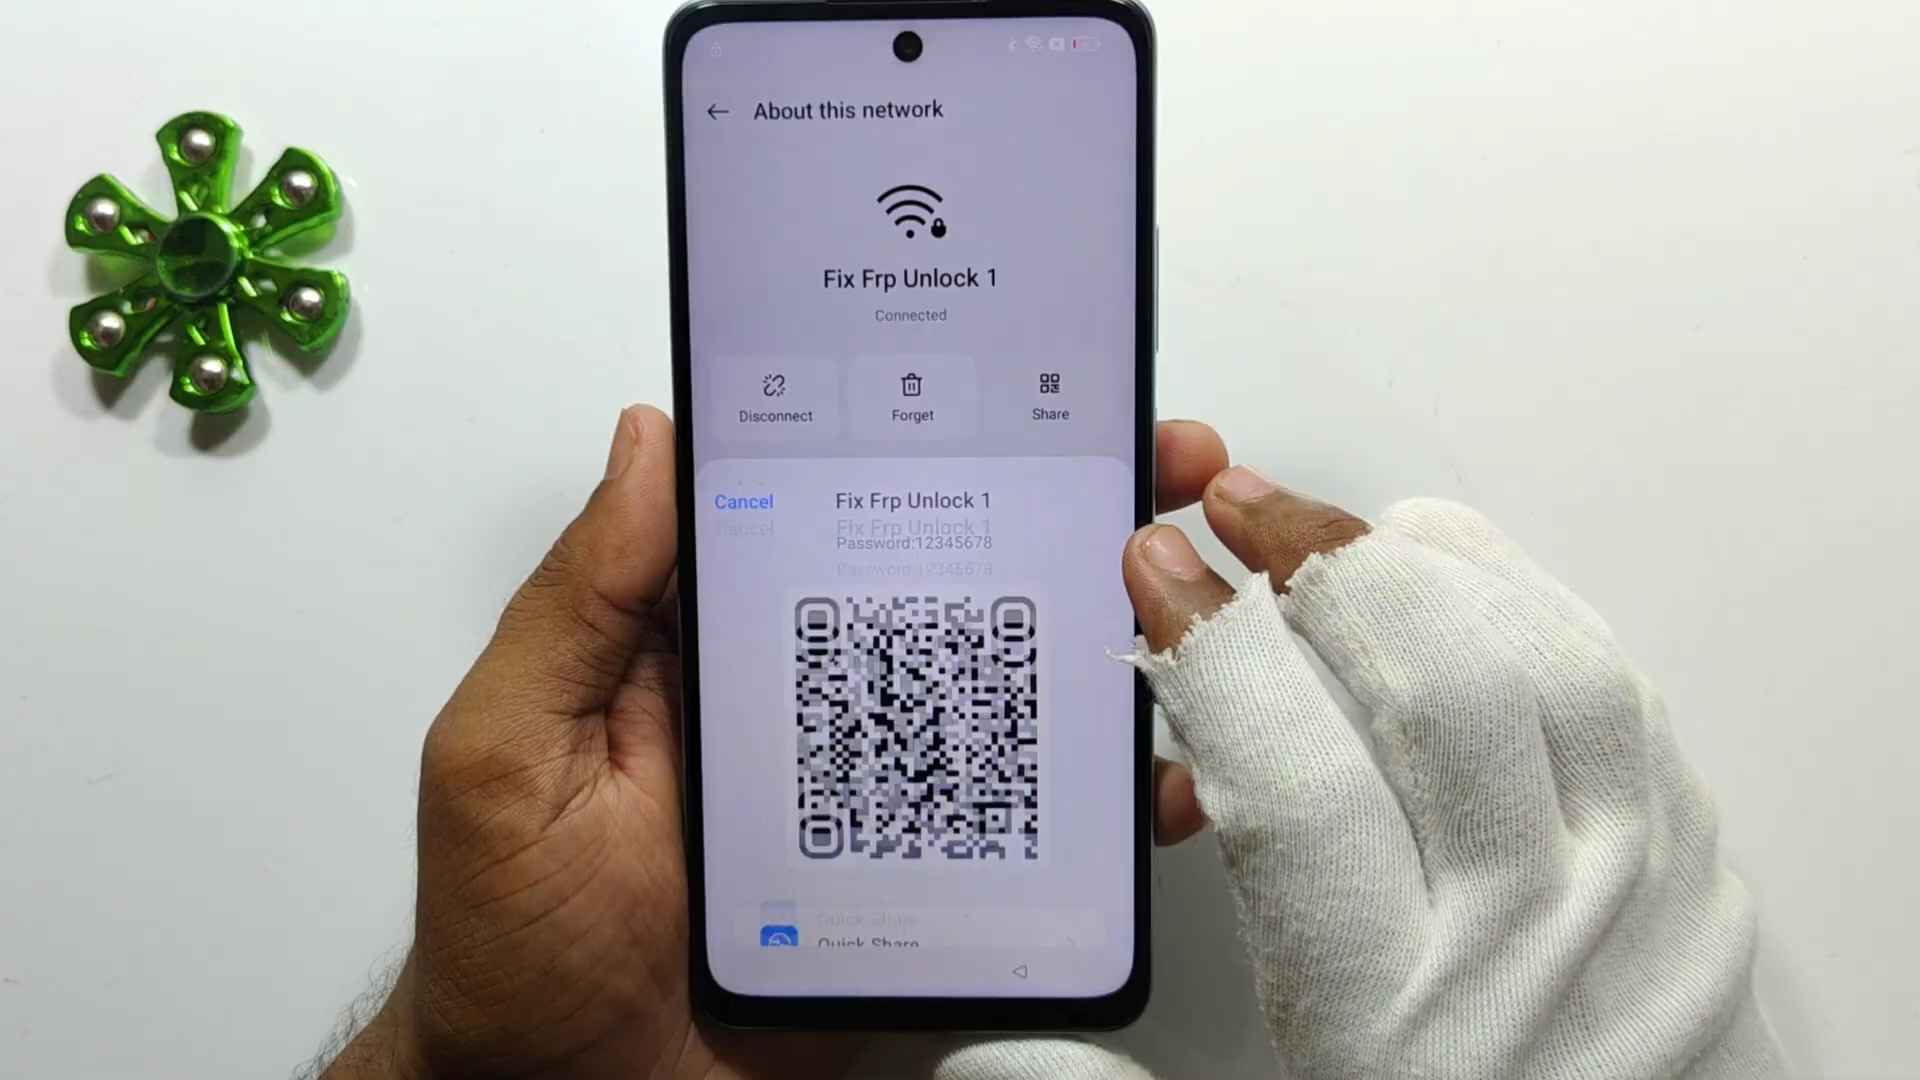 About this network
Fix Frp Unlock 1
Connected
Disconnect
Forget
Share
Cancel
Fix Frp Unlock 1
Cancel
Fix Frp Unlock 1
Password:12345678
Password:12345678
Quick Share
Quick Share